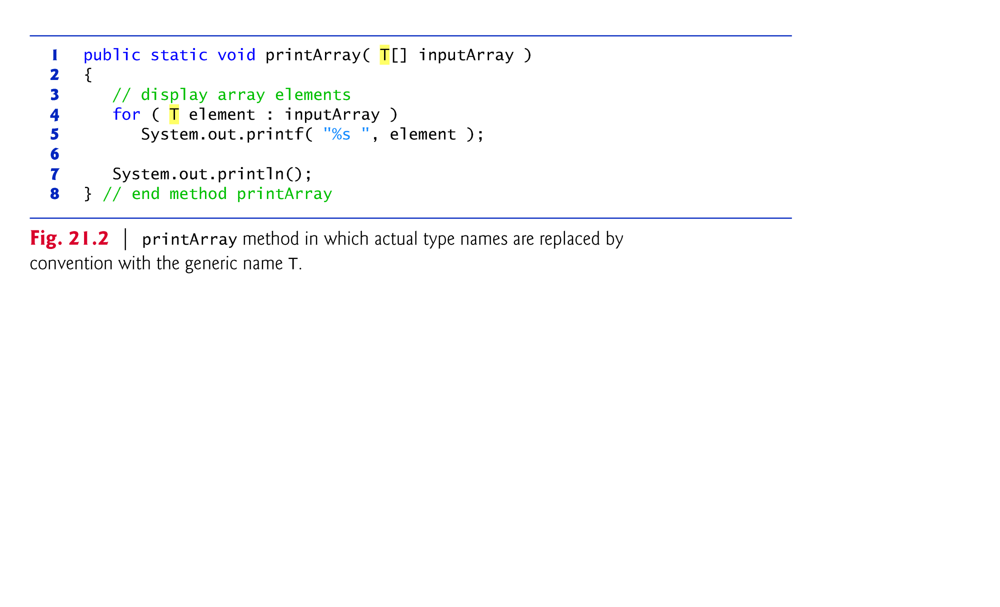 1 public static void printArray( T[] inputArray )
2 {
3    // display array elements
4    for ( T element : inputArray )
5       System.out.printf( "%s ", element );
6
7    System.out.println();
8 } // end method printArray
Fig. 21.2 | printArray method in which actual type names are replaced by
convention with the generic name T.